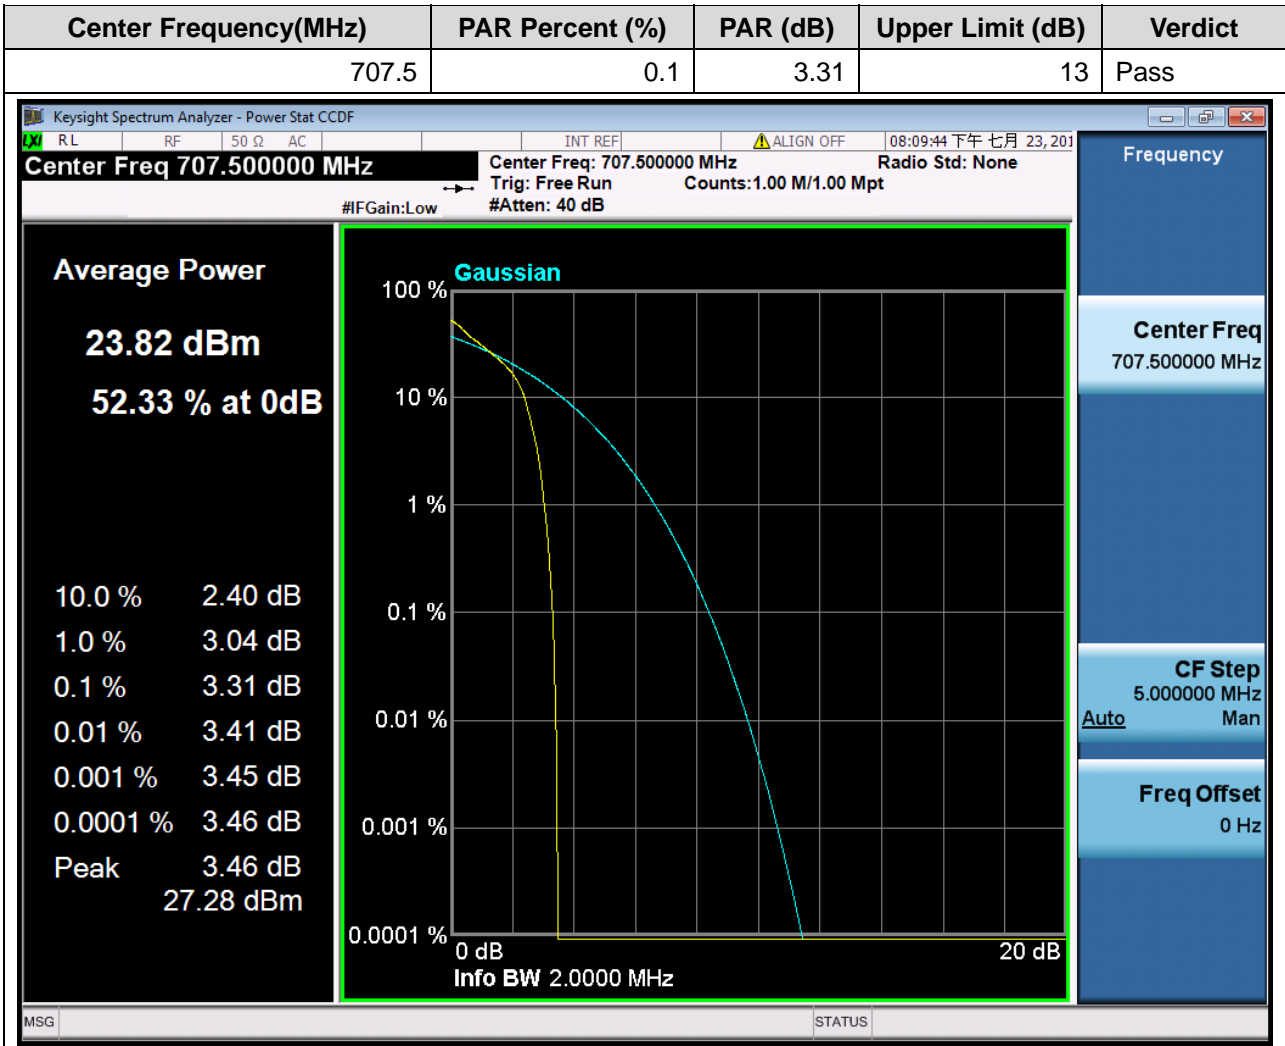 Center Frequency(MHz) PAR Percent (%) PAR (dB) Upper Limit (dB) Verdict
707.5 0.1 3.31 13 Pass
Keysight Spectrum Analyzer - Power Stat CCDF
LXI RL RF 50 Ω AC INT REF ALIGN OFF 08:09:44 下午 七月 23, 201
Center Freq 707.500000 MHz
Center Freq: 707.500000 MHz Radio Std: None
Trig: Free Run Counts:1.00 M/1.00 Mpt
#IFGain:Low #Atten: 40 dB
Average Power
23.82 dBm
52.33 % at 0dB
10.0 % 2.40 dB
1.0 % 3.04 dB
0.1 % 3.31 dB
0.01 % 3.41 dB
0.001 % 3.45 dB
0.0001 % 3.46 dB
Peak 3.46 dB
27.28 dBm
Gaussian
100 %
10 %
1 %
0.1 %
0.01 %
0.001 %
0.0001 %
0 dB 20 dB
Info BW 2.0000 MHz
Frequency
Center Freq
707.500000 MHz
CF Step
5.000000 MHz
Auto Man
Freq Offset
0 Hz
MSG STATUS